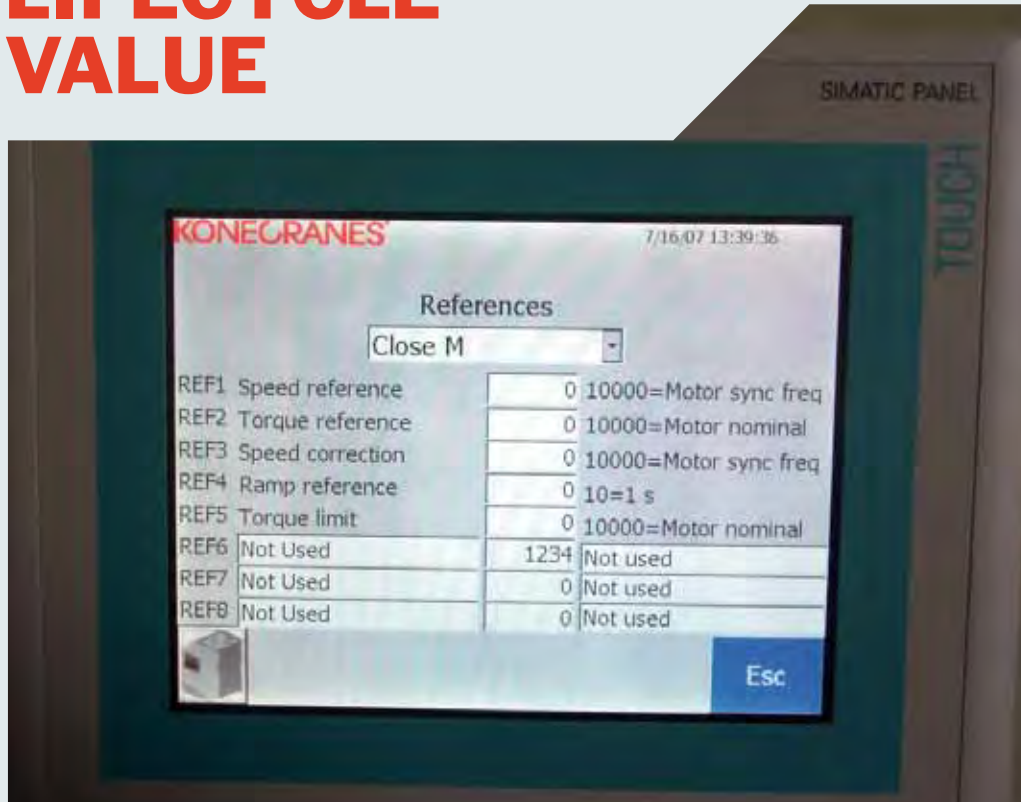 LIFECYCLE
VALUE
SIMATIC PANEL
TOUCH
KONECRANES
7/16/07 13:39:36
References
Close M
REF1 Speed reference 0 10000=Motor sync freq
REF2 Torque reference 0 10000=Motor nominal
REF3 Speed correction 0 10000=Motor sync freq
REF4 Ramp reference 0 10=1 s
REF5 Torque limit 0 10000=Motor nominal
REF6 Not Used 1234 Not used
REF7 Not Used 0 Not used
REF8 Not Used 0 Not used
Esc